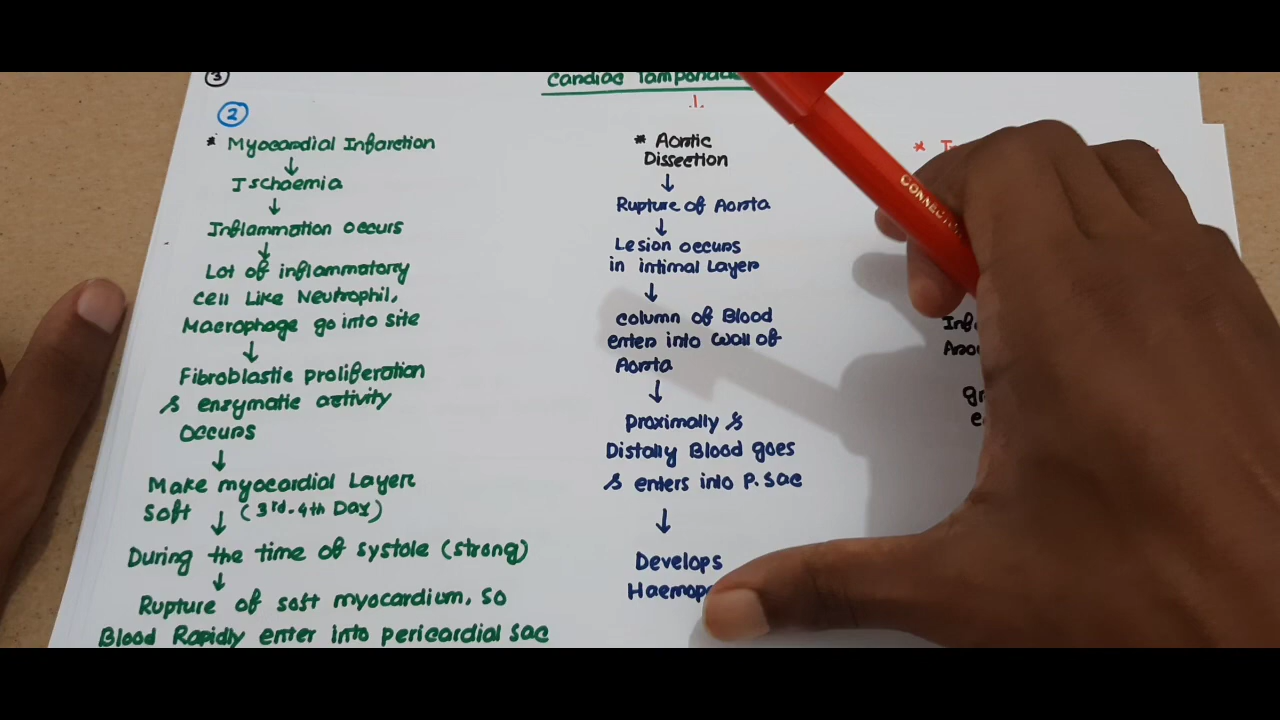 3
Cardiac Tamponade
2
1.
* Myocardial Infarction
↓
Ischaemia
↓
Inflammation occurs
↓
Lot of inflammatory
cell Like Neutrophil,
Macrophage go into site
↓
Fibroblastic proliferation
& enzymatic activity
occurs
↓
Make myocardial Layer
Soft ↓ (3rd-4th Day)
During the time of systole (strong)
↓
Rupture of soft myocardium, so
Blood Rapidly enter into pericardial sac
* Aortic
Dissection
↓
Rupture of Aorta
↓
Lesion occurs
in intimal Layer
↓
column of Blood
enter into wall of
Aorta
↓
Proximally &
Distally Blood goes
& enters into P. Sac
↓
Develops
*
CONNECTOR